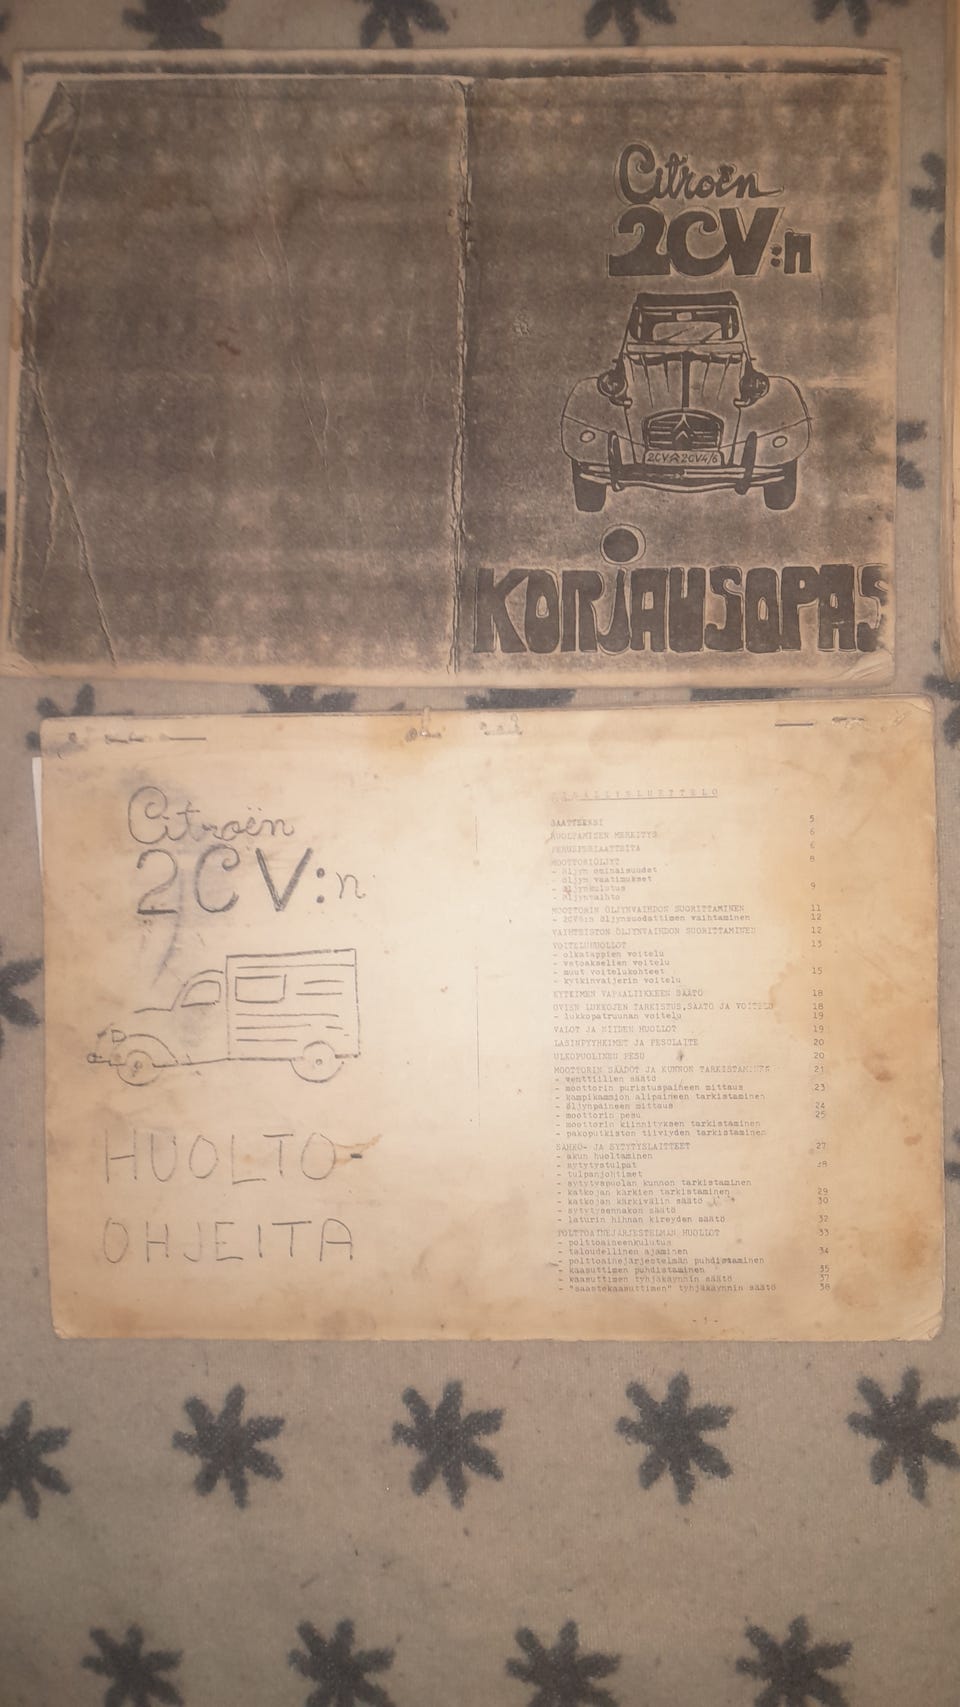 Citroën
2CV:n
2CV 2CV4/6
KORJAUSOPAS
Citroën
2CV:n
HUOLTO-
OHJEITA
SISÄLLYSLUETTELO
SAATTEEKSI 5
HUOLTAMISEN MERKITYS 6
PERUSPERIAATTEITA 6
MOOTTORIÖLJYT 8
- öljyn ominaisuudet
- öljyn vaatimukset
- öljynkulutus 9
- öljynvaihto
MOOTTORIN ÖLJYNVAIHDON SUORITTAMINEN 11
- 2CV6:n öljynsuodattimen vaihtaminen 12
VAIHTEISTON ÖLJYNVAIHDON SUORITTAMINEN 12
VOITELUHUOLLOT 13
- olkatappien voitelu
- vetoakselien voitelu
- muut voitelukohteet 15
- kytkinvaijerin voitelu
KYTKIMEN VAPAALIIKKEEN SÄÄTÖ 18
OVIEN LUKKOJEN TARKISTUS,SÄÄTÖ JA VOITELU 18
- lukkopatruunan voitelu 19
VALOT JA NIIDEN HUOLLOT 19
LASINPYYHKIMET JA PESULAITE 20
ULKOPUOLINEN PESU 20
MOOTTORIN SÄÄDÖT JA KUNNON TARKISTAMINEN 21
- venttiilien säätö
- moottorin puristuspaineen mittaus 23
- kampikammion alipaineen tarkistaminen
- öljynpaineen mittaus 24
- moottorin pesu 25
- moottorin kiinnityksen tarkistaminen
- pakoputkiston tiiviyden tarkistaminen
SÄHKÖ- JA SYTYTYSLAITTEET 27
- akun huoltaminen
- sytytystulpat 28
- tulpanjohtimet
- sytytyspuolan kunnon tarkistaminen
- katkojan kärkien tarkistaminen 29
- katkojan kärkivälin säätö 30
- sytytysennakon säätö
- laturin hihnan kireyden säätö 32
POLTTOAINEJÄRJESTELMÄN HUOLLOT 33
- polttoaineenkulutus
- taloudellinen ajaminen 34
- polttoainejärjestelmän puhdistaminen
- kaasuttimen puhdistaminen 35
- kaasuttimen tyhjäkäynnin säätö 37
- "säästökaasuttimen" tyhjäkäynnin säätö 38
- 1 -